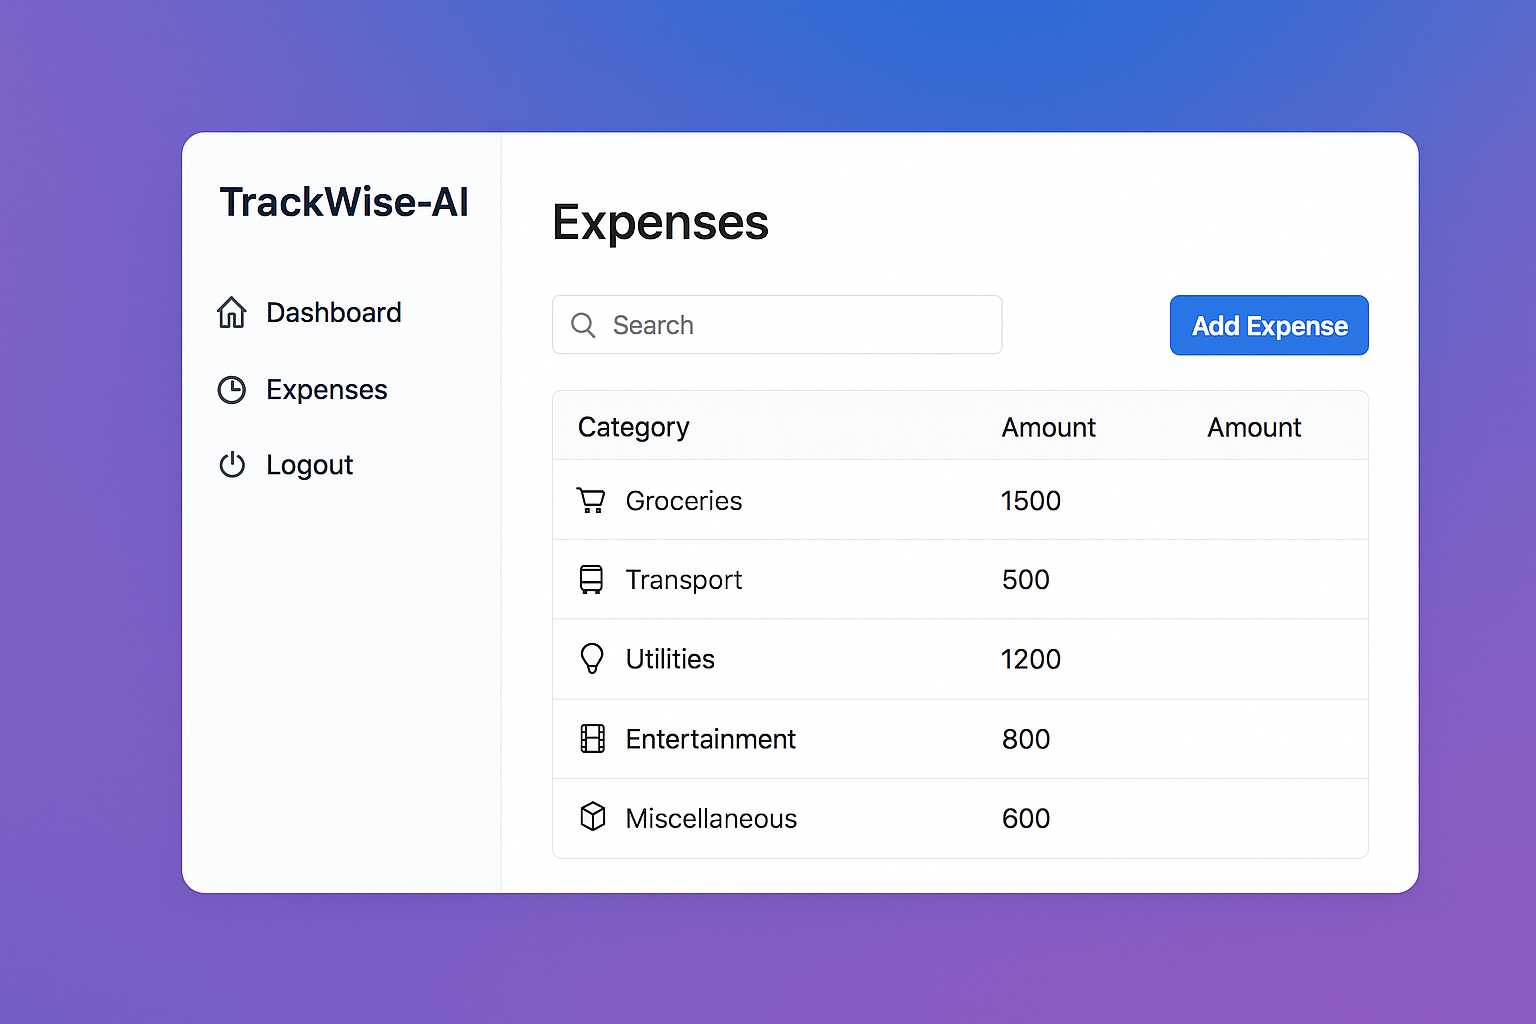 TrackWise-AI
Dashboard
Expenses
Logout
Expenses
Search
Add Expense
Category Amount Amount
Groceries 1500
Transport 500
Utilities 1200
Entertainment 800
Miscellaneous 600